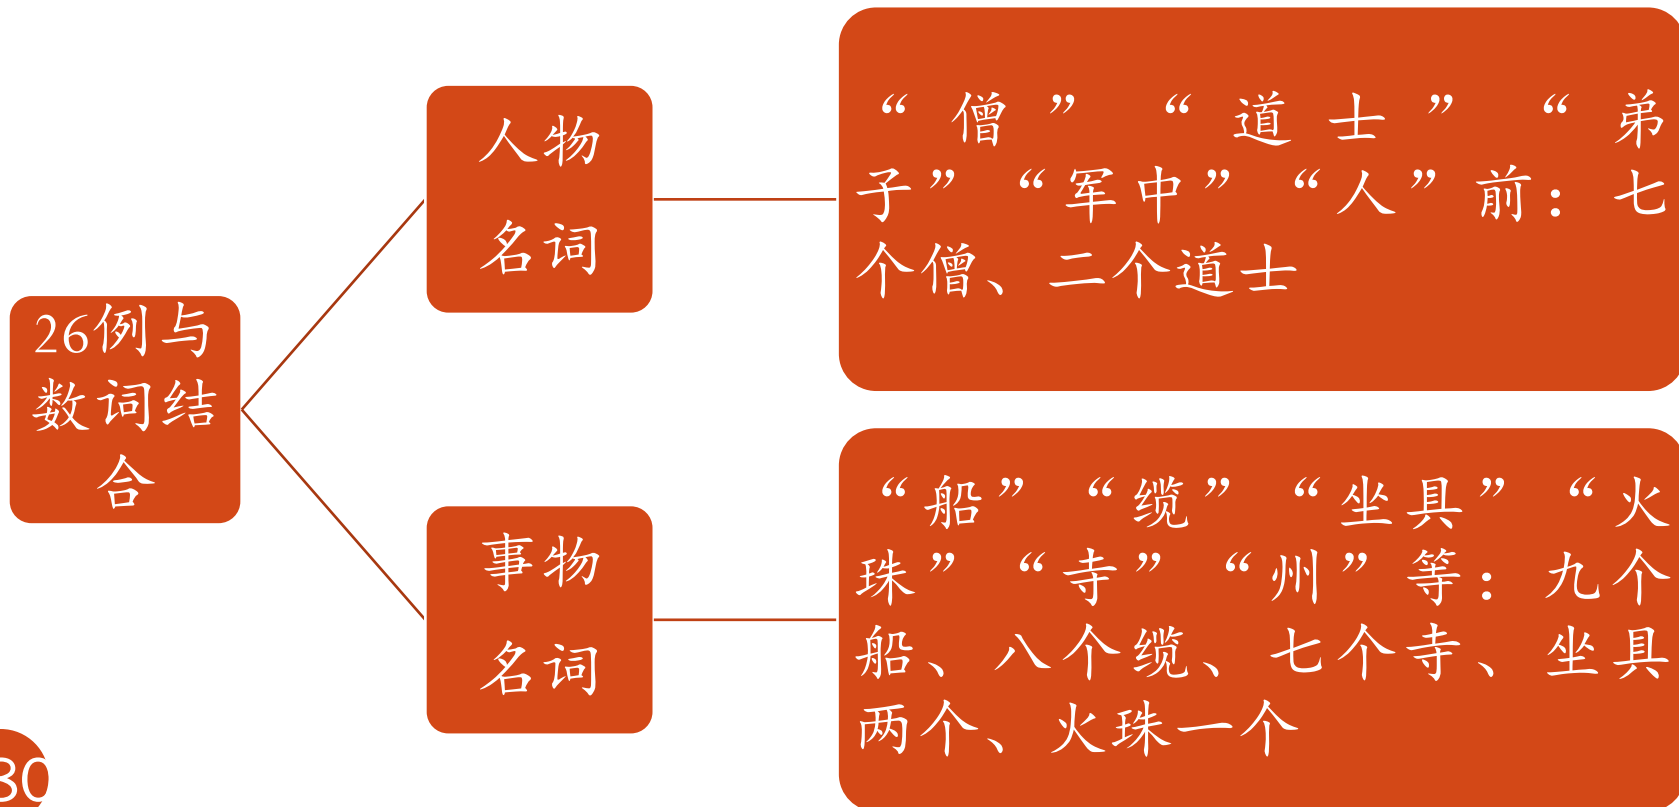 26例与
数词结
合
人物
名词
“僧”“道士”“弟
子”“军中”“人”前：七
个僧、二个道士
事物
名词
“船”“缆”“坐具”“火
珠”“寺”“州”等：九个
船、八个缆、七个寺、坐具
两个、火珠一个
30